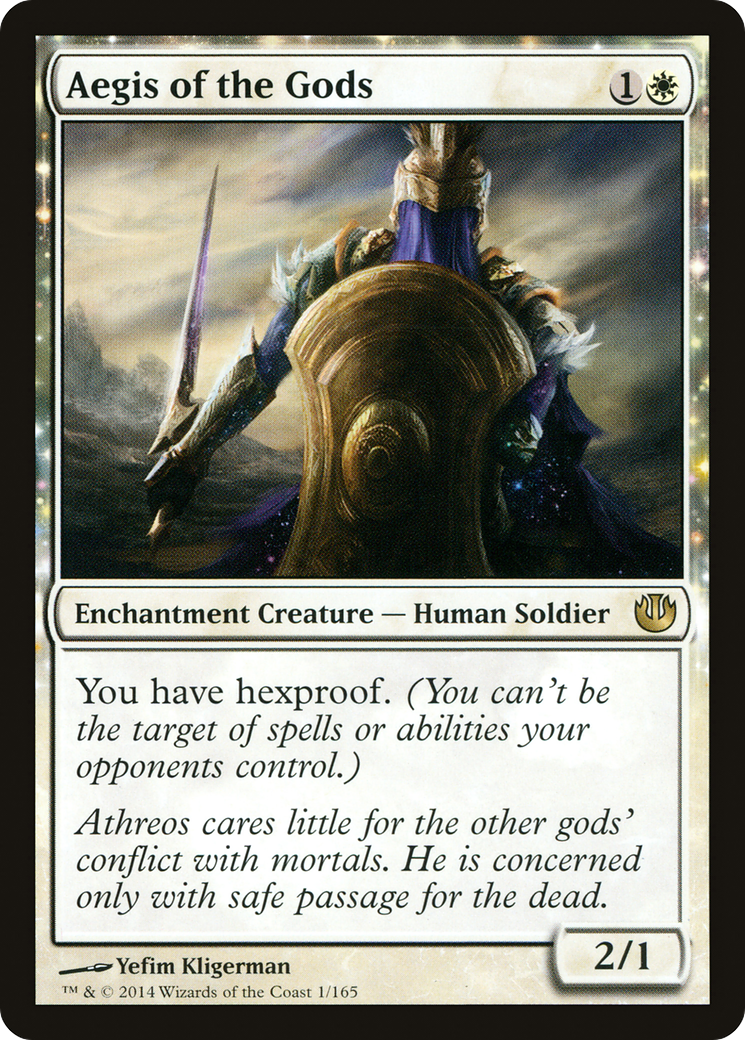 Aegis of the Gods 1
Enchantment Creature — Human Soldier
You have hexproof. (You can't be
the target of spells or abilities your
opponents control.)
Athreos cares little for the other gods'
conflict with mortals. He is concerned
only with safe passage for the dead.
2/1
Yefim Kligerman
™ & © 2014 Wizards of the Coast 1/165